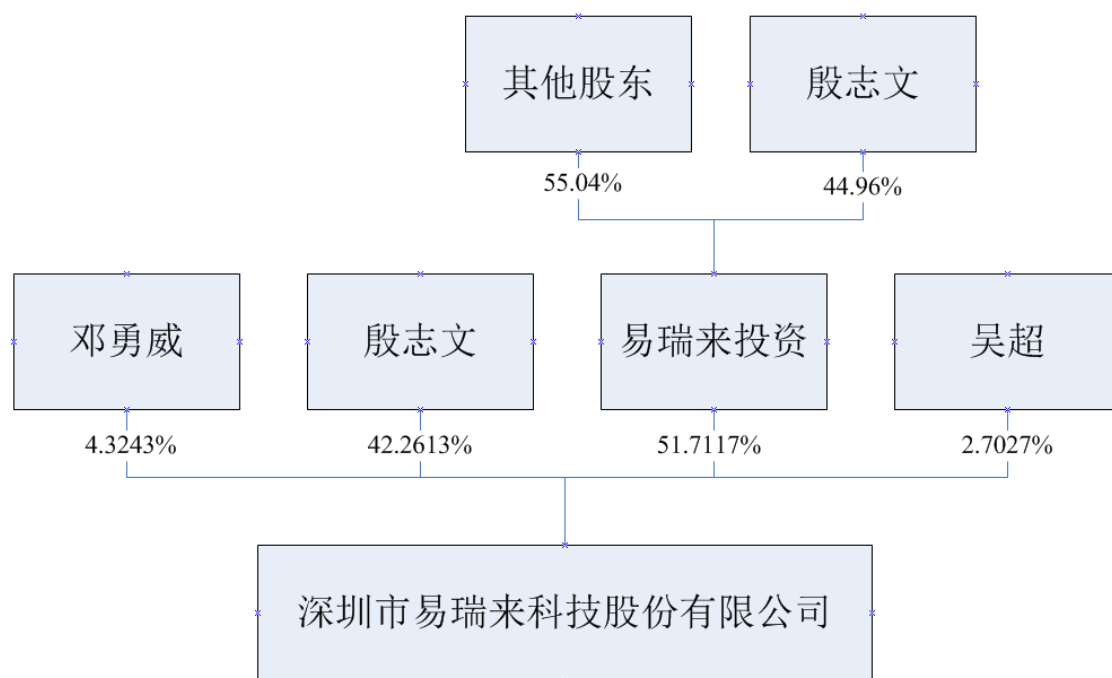 其他股东
殷志文
55.04%
44.96%
邓勇威
殷志文
易瑞来投资
吴超
4.3243%
42.2613%
51.7117%
2.7027%
深圳市易瑞来科技股份有限公司